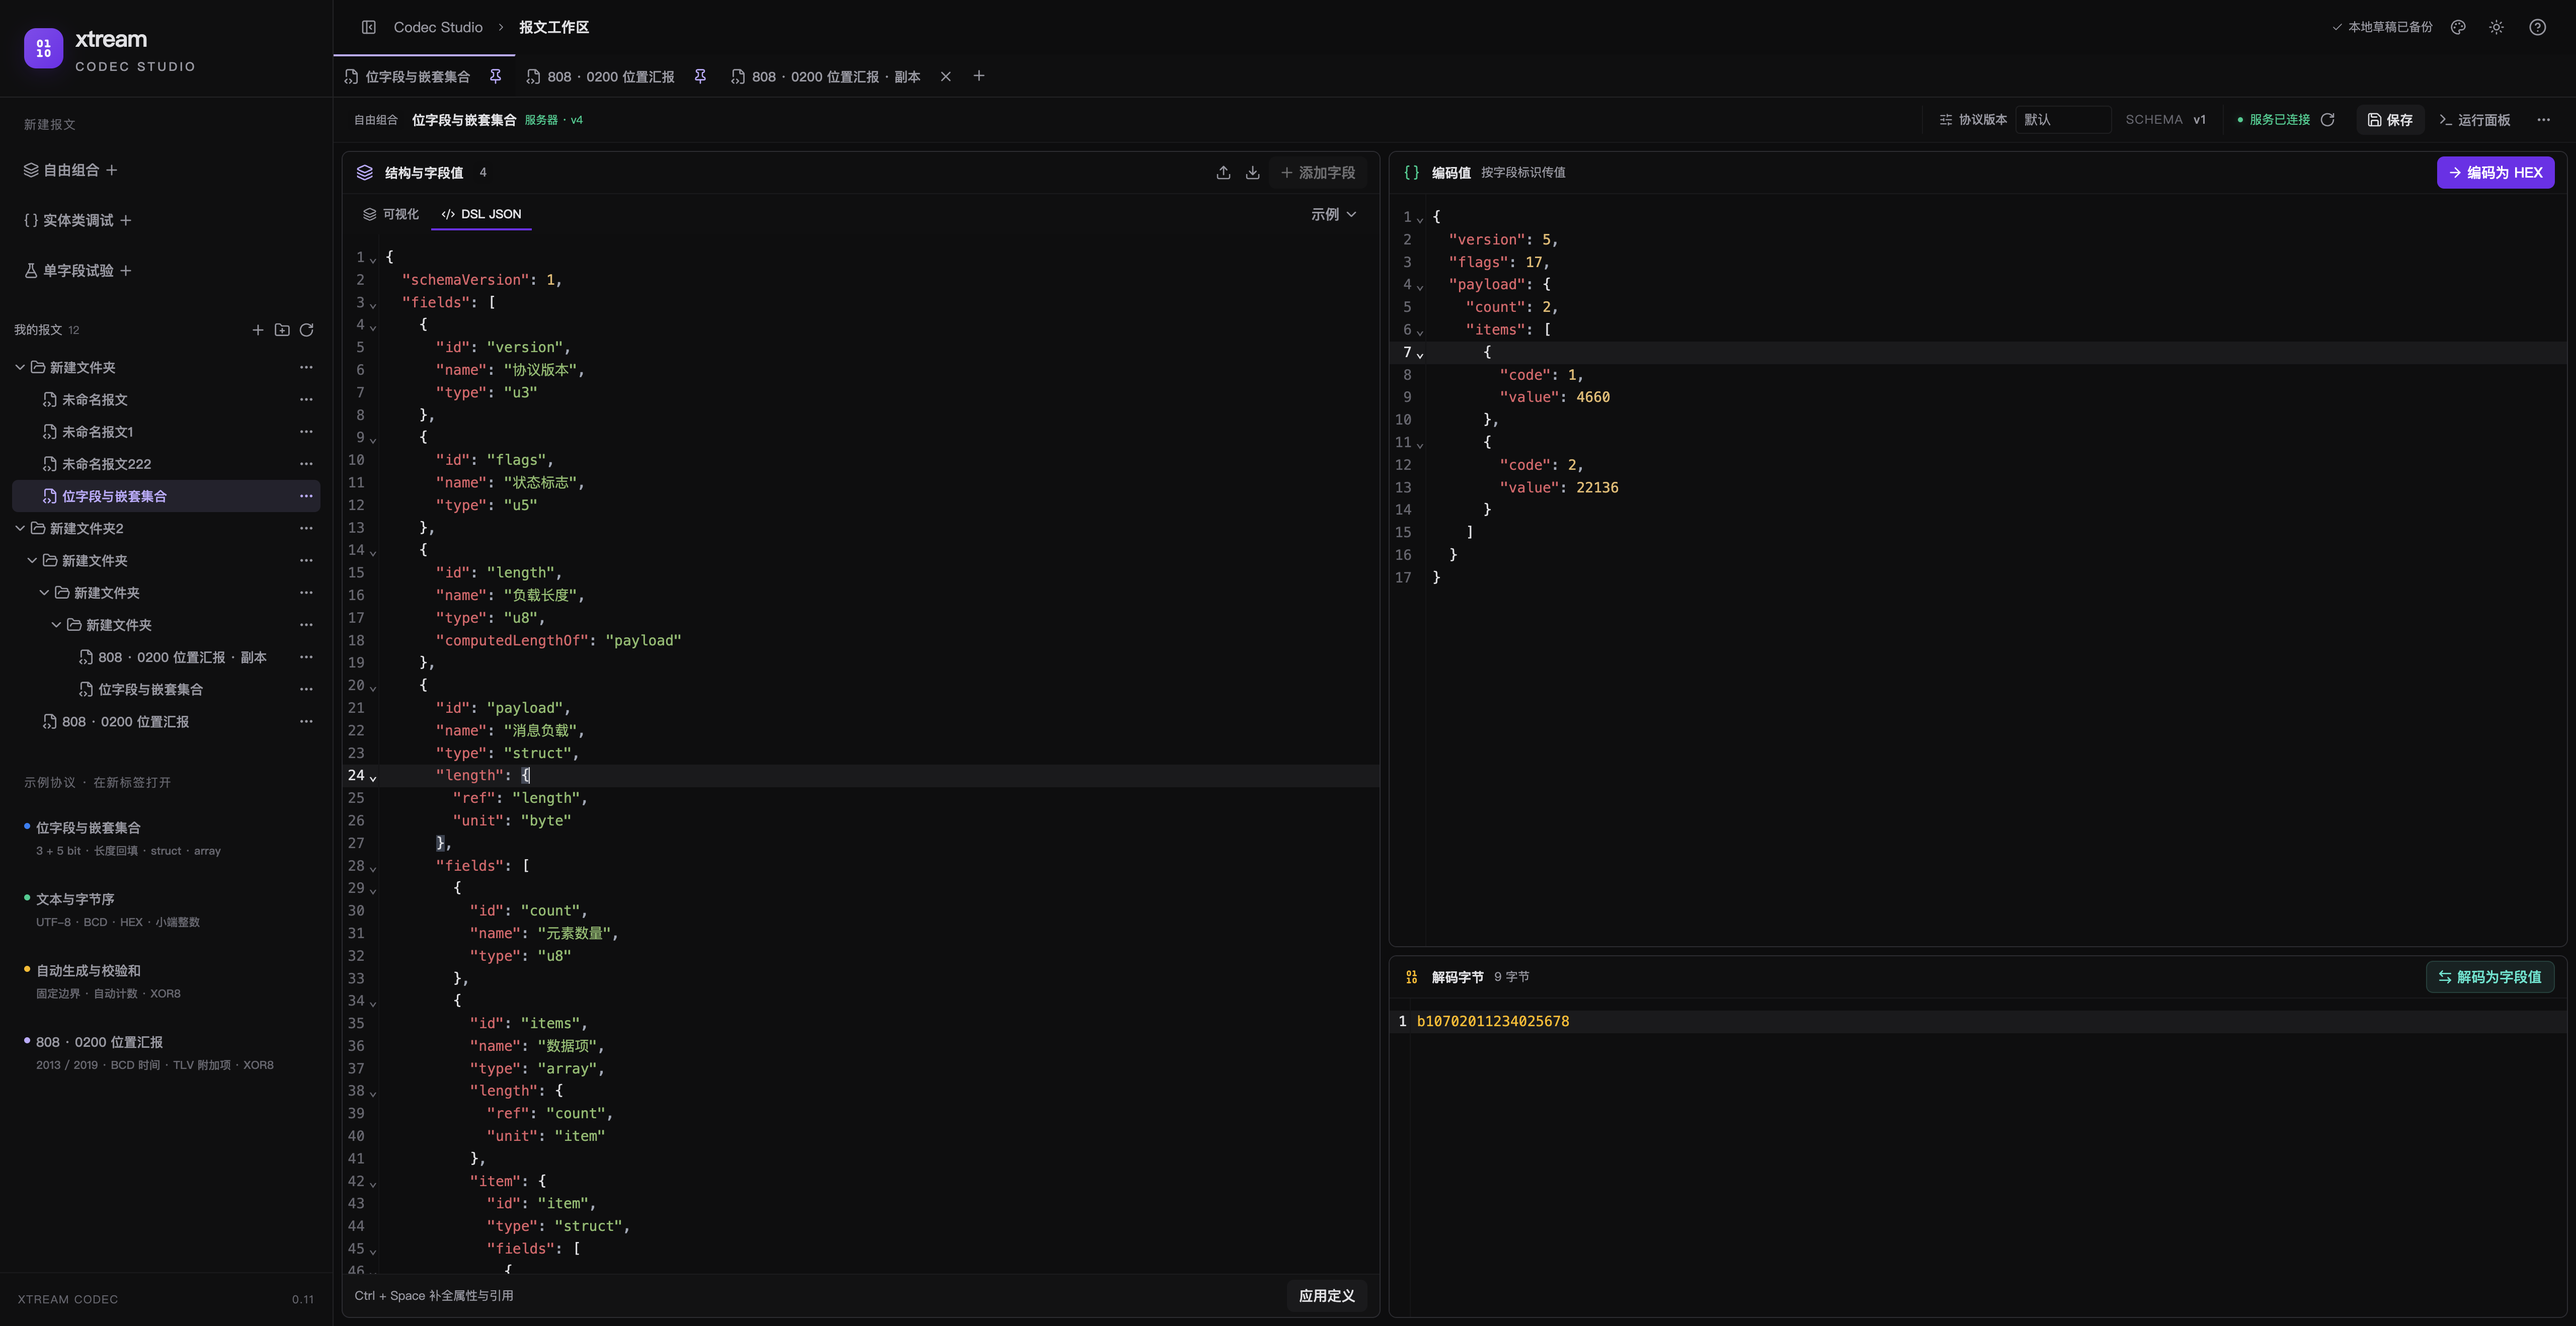 01
10
xtream
CODEC STUDIO
Codec Studio › 报文工作区
本地草稿已备份
位字段与嵌套集合
808 · 0200 位置汇报
808 · 0200 位置汇报 · 副本
自由组合 位字段与嵌套集合 服务器 · v4
协议版本 默认 SCHEMA v1 服务已连接 保存 运行面板
新建报文
自由组合
实体类调试
单字段试验
我的报文 12
新建文件夹
未命名报文
未命名报文1
未命名报文222
位字段与嵌套集合
新建文件夹2
新建文件夹
新建文件夹
新建文件夹
808 · 0200 位置汇报 · 副本
位字段与嵌套集合
808 · 0200 位置汇报
示例协议 · 在新标签打开
位字段与嵌套集合
3 + 5 bit · 长度回填 · struct · array
文本与字节序
UTF-8 · BCD · HEX · 小端整数
自动生成与校验和
固定边界 · 自动计数 · XOR8
808 · 0200 位置汇报
2013 / 2019 · BCD 时间 · TLV 附加项 · XOR8
XTREAM CODEC 0.11
结构与字段值 4
添加字段
可视化
DSL JSON
示例
1 {
2 "schemaVersion": 1,
3 "fields": [
4 {
5 "id": "version",
6 "name": "协议版本",
7 "type": "u3"
8 },
9 {
10 "id": "flags",
11 "name": "状态标志",
12 "type": "u5"
13 },
14 {
15 "id": "length",
16 "name": "负载长度",
17 "type": "u8",
18 "computedLengthOf": "payload"
19 },
20 {
21 "id": "payload",
22 "name": "消息负载",
23 "type": "struct",
24 "length": {
25 "ref": "length",
26 "unit": "byte"
27 },
28 "fields": [
29 {
30 "id": "count",
31 "name": "元素数量",
32 "type": "u8"
33 },
34 {
35 "id": "items",
36 "name": "数据项",
37 "type": "array",
38 "length": {
39 "ref": "count",
40 "unit": "item"
41 },
42 "item": {
43 "id": "item",
44 "type": "struct",
45 "fields": [
46 {
Ctrl + Space 补全属性与引用
应用定义
编码值 按字段标识传值
编码为 HEX
1 {
2 "version": 5,
3 "flags": 17,
4 "payload": {
5 "count": 2,
6 "items": [
7 {
8 "code": 1,
9 "value": 4660
10 },
11 {
12 "code": 2,
13 "value": 22136
14 }
15 ]
16 }
17 }
01
10
解码字节 9 字节
解码为字段值
1 b10702011234025678